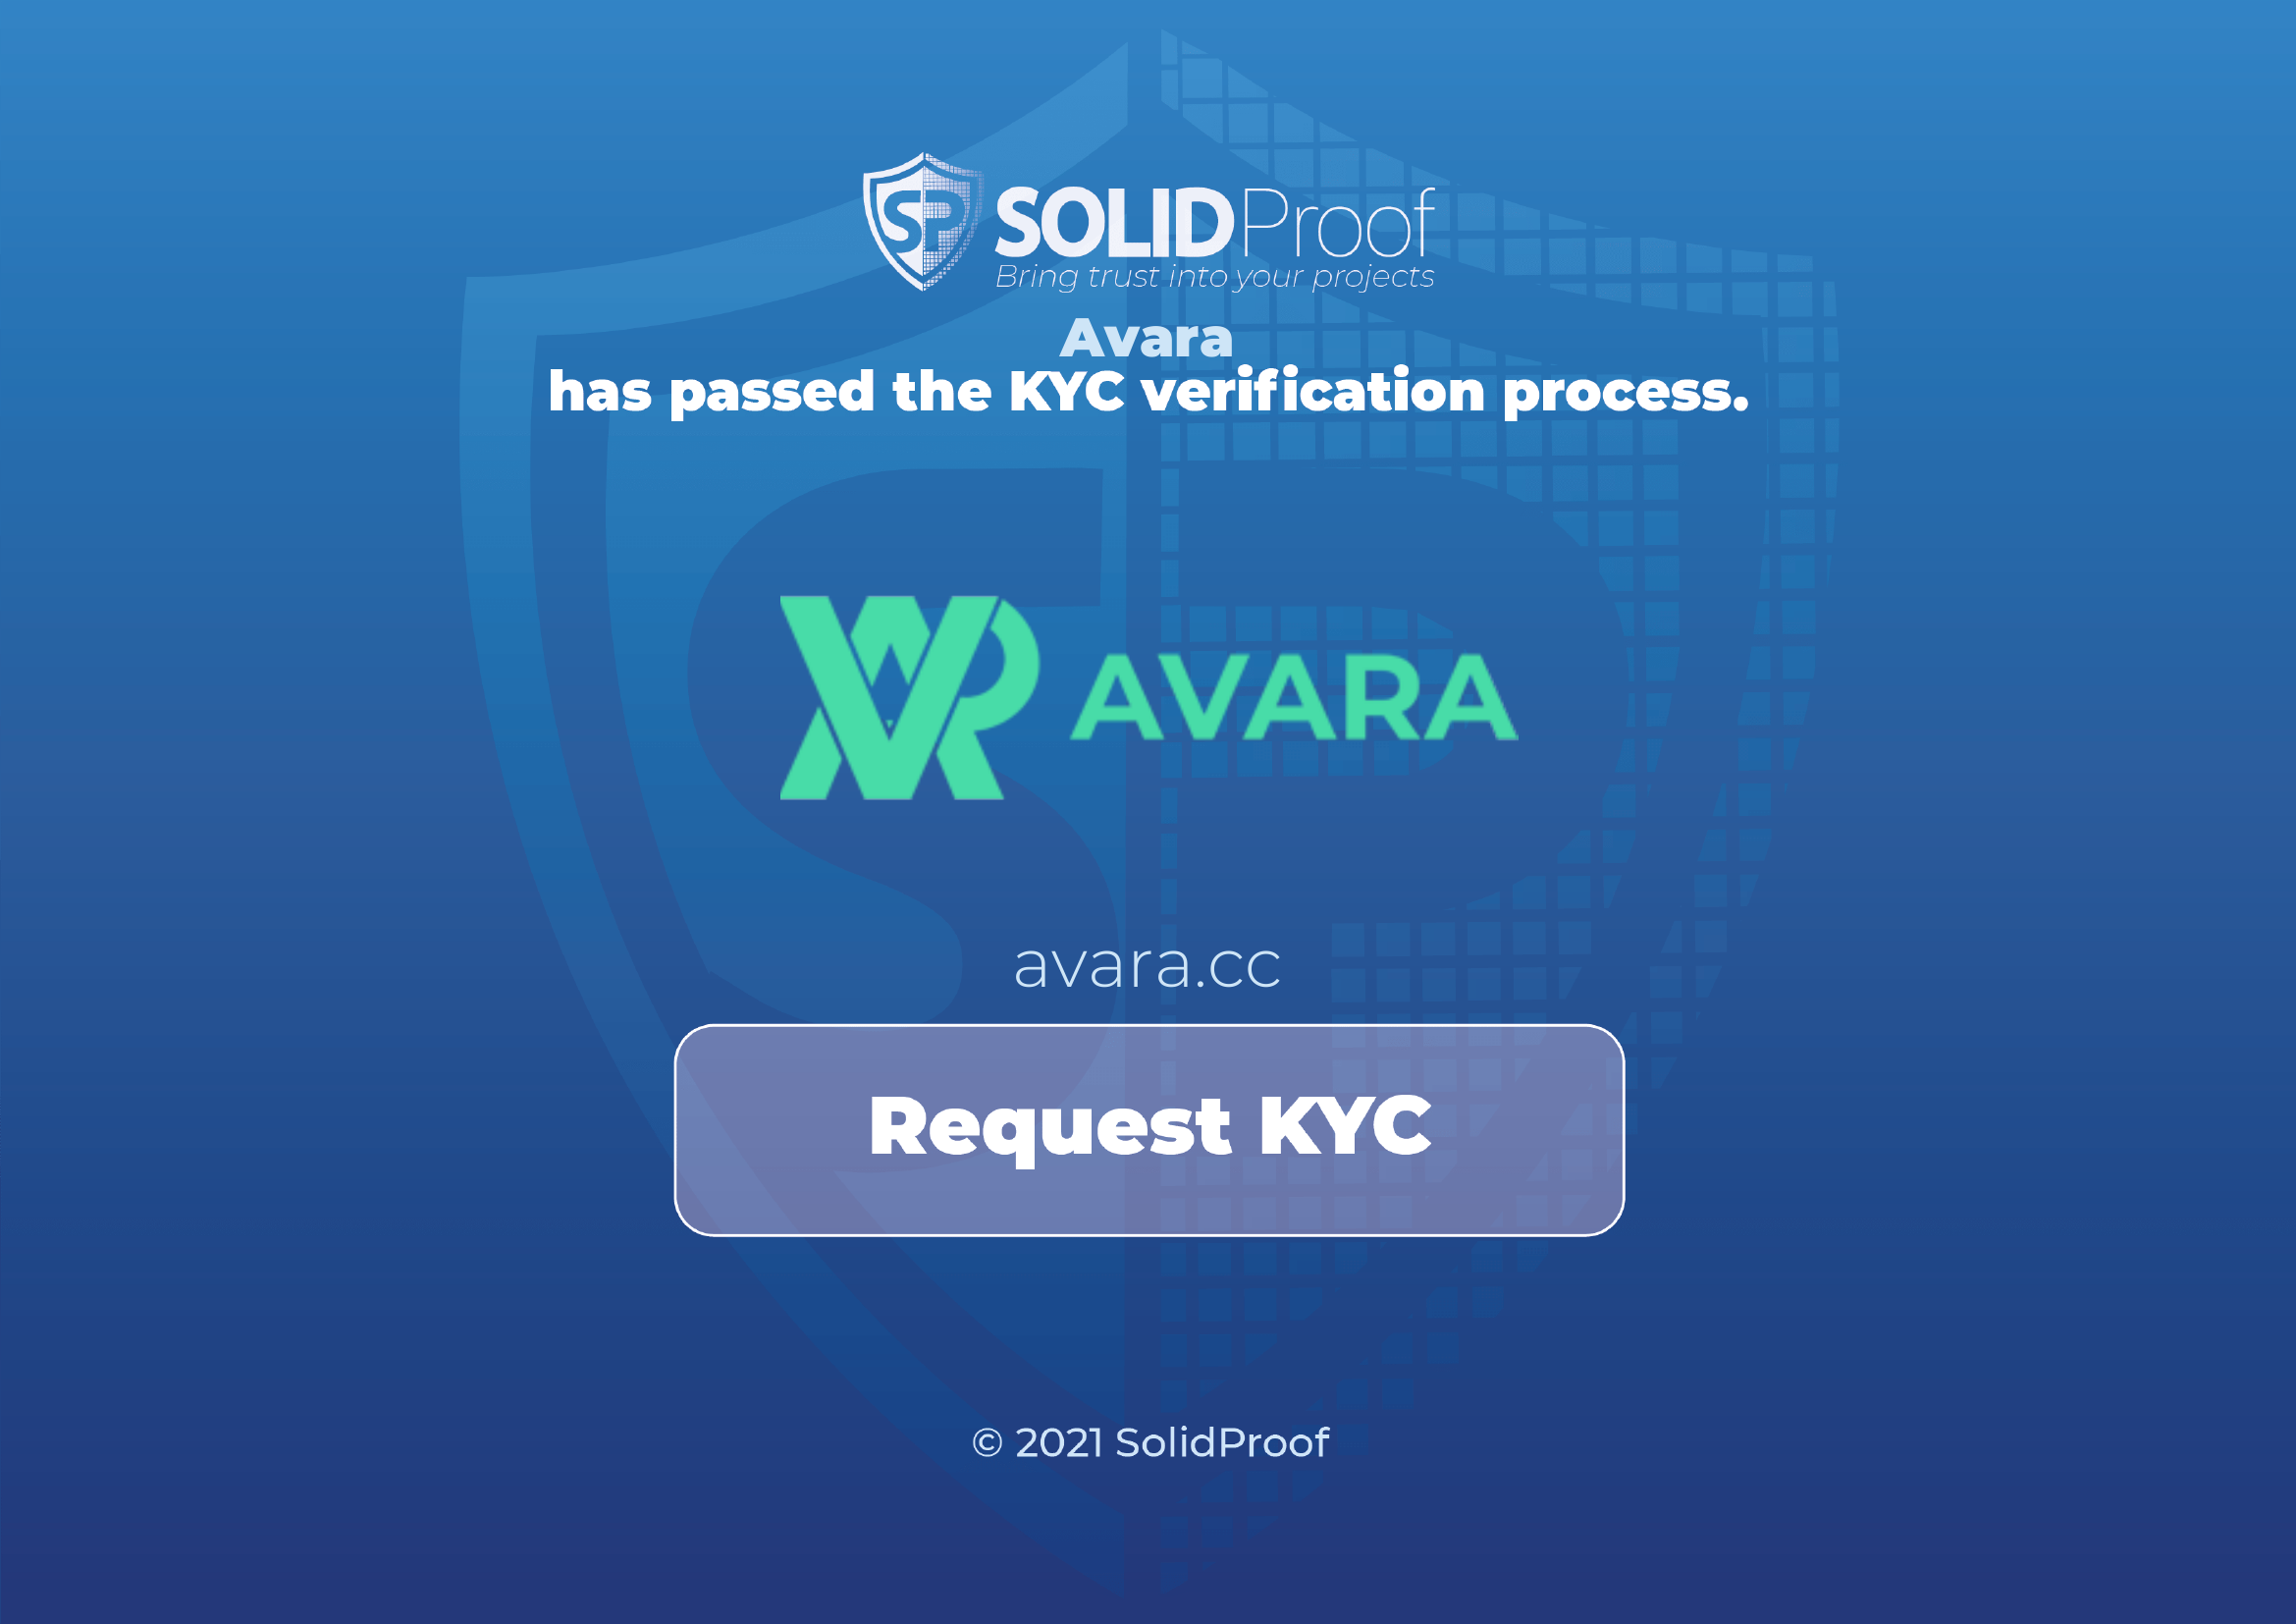 SP SOLIDProof
Bring trust into your projects
Avara
has passed the KYC verification process.
AVARA
avara.cc
Request KYC
© 2021 SolidProof